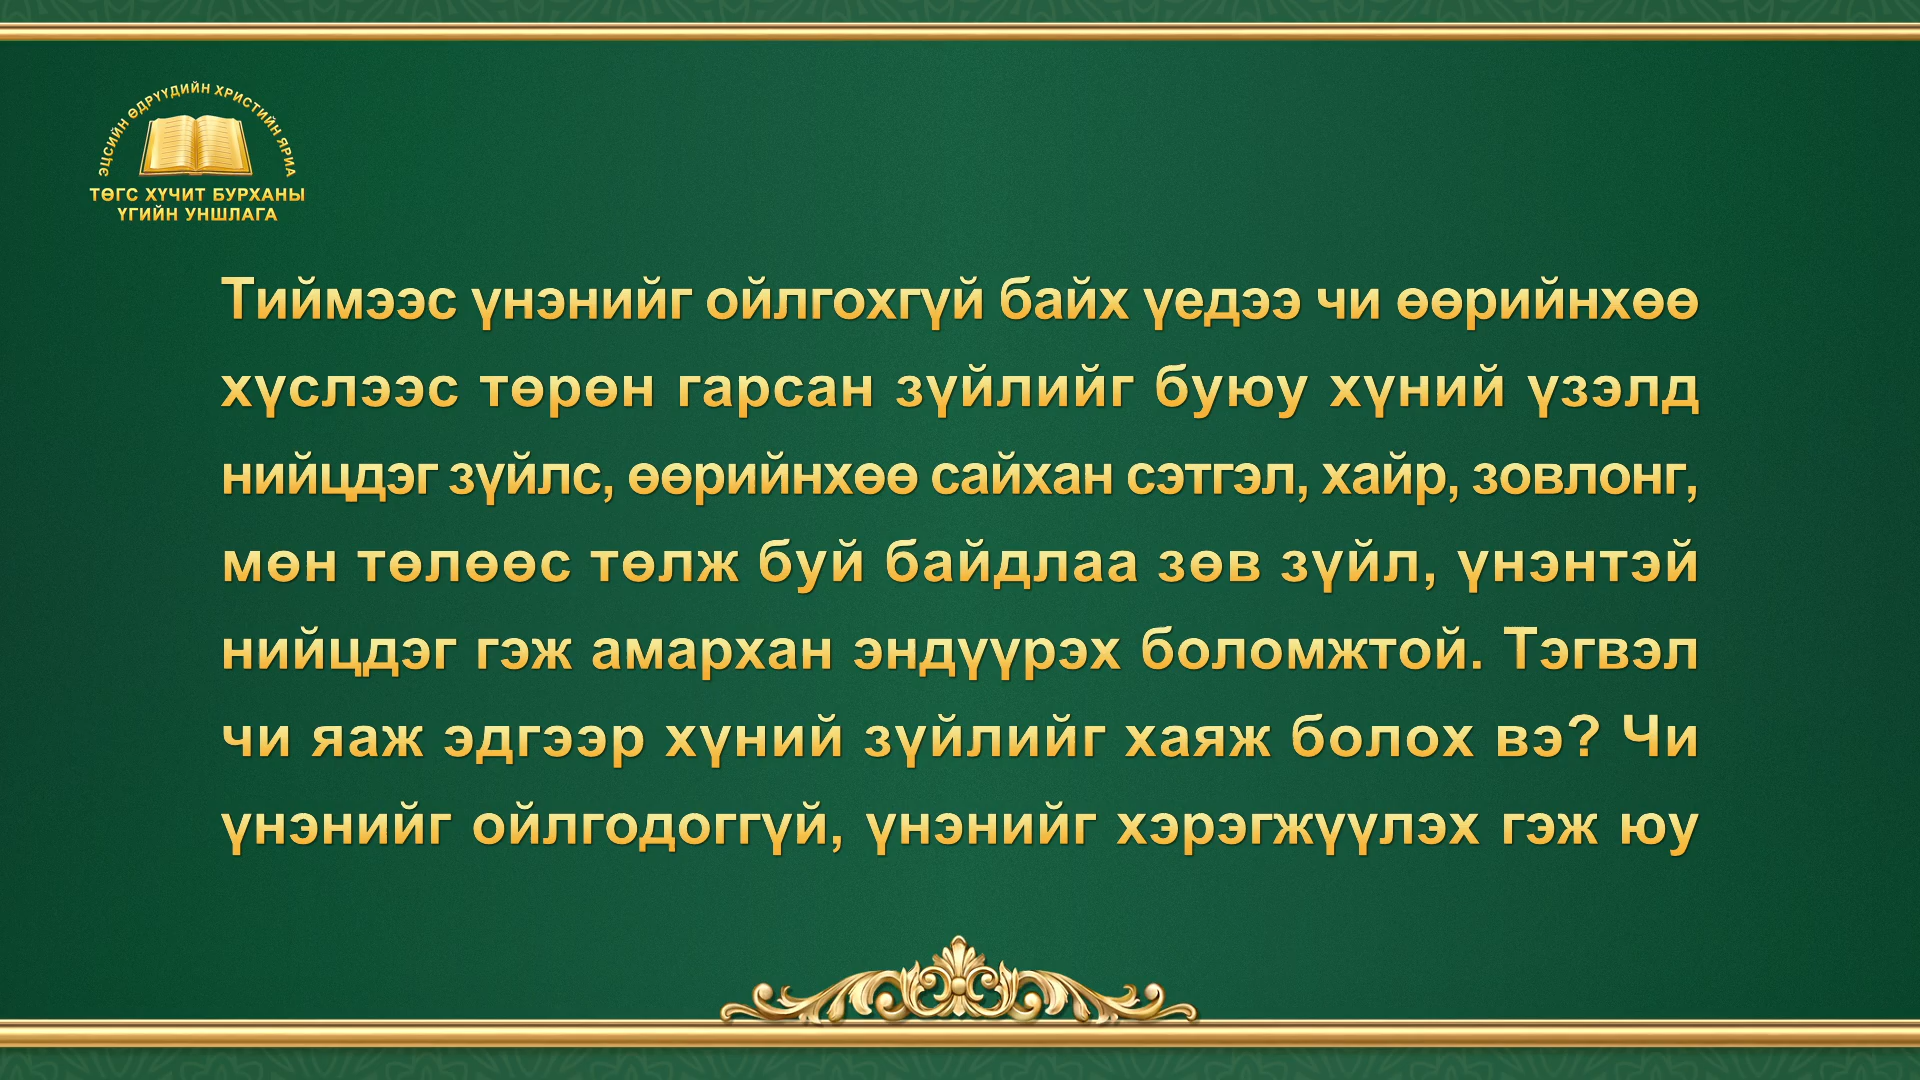 ЭЦСИЙН ӨДРҮҮДИЙН ХРИСТИЙН ЯРИА
ТӨГС ХҮЧИТ БУРХАНЫ
ҮГИЙН УНШЛАГА
Тиймээс үнэнийг ойлгохгүй байх үедээ чи өөрийнхөө
хүслээс төрөн гарсан зүйлийг буюу хүний үзэлд
нийцдэг зүйлс, өөрийнхөө сайхан сэтгэл, хайр, зовлонг,
мөн төлөөс төлж буй байдлаа зөв зүйл, үнэнтэй
нийцдэг гэж амархан эндүүрэх боломжтой. Тэгвэл
чи яаж эдгээр хүний зүйлийг хаяж болох вэ? Чи
үнэнийг ойлгодоггүй, үнэнийг хэрэгжүүлэх гэж юу